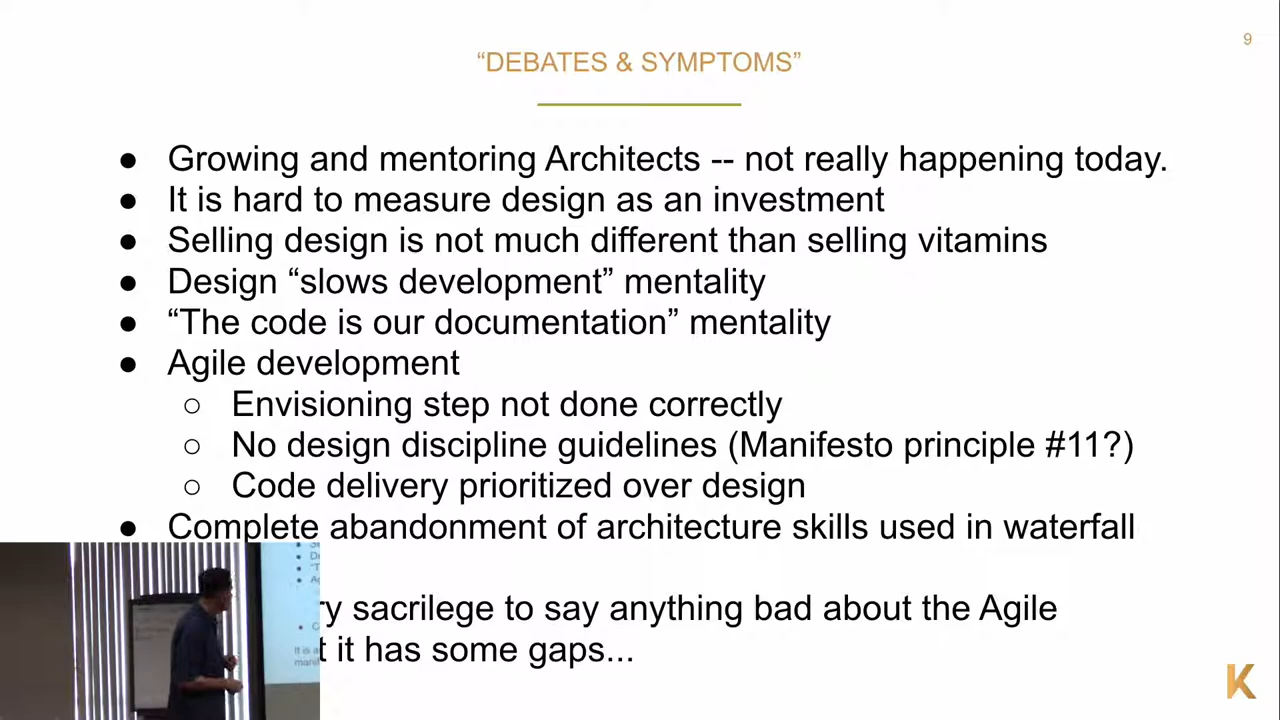 9
“DEBATES & SYMPTOMS”
● Growing and mentoring Architects -- not really happening today.
● It is hard to measure design as an investment
● Selling design is not much different than selling vitamins
● Design “slows development” mentality
● “The code is our documentation” mentality
● Agile development
○ Envisioning step not done correctly
○ No design discipline guidelines (Manifesto principle #11?)
○ Code delivery prioritized over design
● Complete abandonment of architecture skills used in waterfall
sacrilege to say anything bad about the Agile
it has some gaps...
K